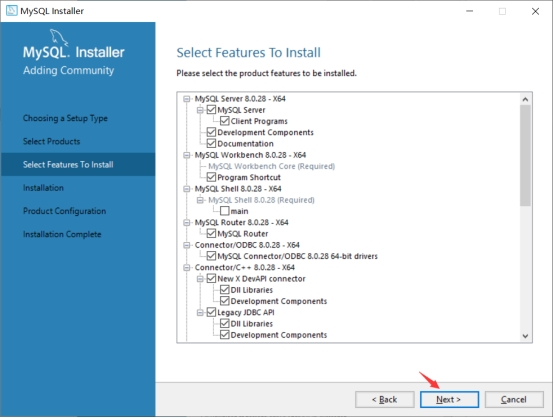 MySQL Installer
MySQL. Installer
Adding Community
Choosing a Setup Type
Select Products
Select Features To Install
Installation
Product Configuration
Installation Complete
Select Features To Install
Please select the product features to be installed.
MySQL Server 8.0.28 - X64
MySQL Server
Client Programs
Development Components
Documentation
MySQL Workbench 8.0.28 - X64
MySQL Workbench Core (Required)
Program Shortcut
MySQL Shell 8.0.28 - X64
MySQL Shell 8.0.28 (Required)
main
MySQL Router 8.0.28 - X64
MySQL Router
Connector/ODBC 8.0.28 - X64
MySQL Connector/ODBC 8.0.28 64-bit drivers
Connector/C++ 8.0.28 - X64
New X DevAPI connector
Dll Libraries
Development Components
Legacy JDBC API
Dll Libraries
Development Components
< Back
Next >
Cancel